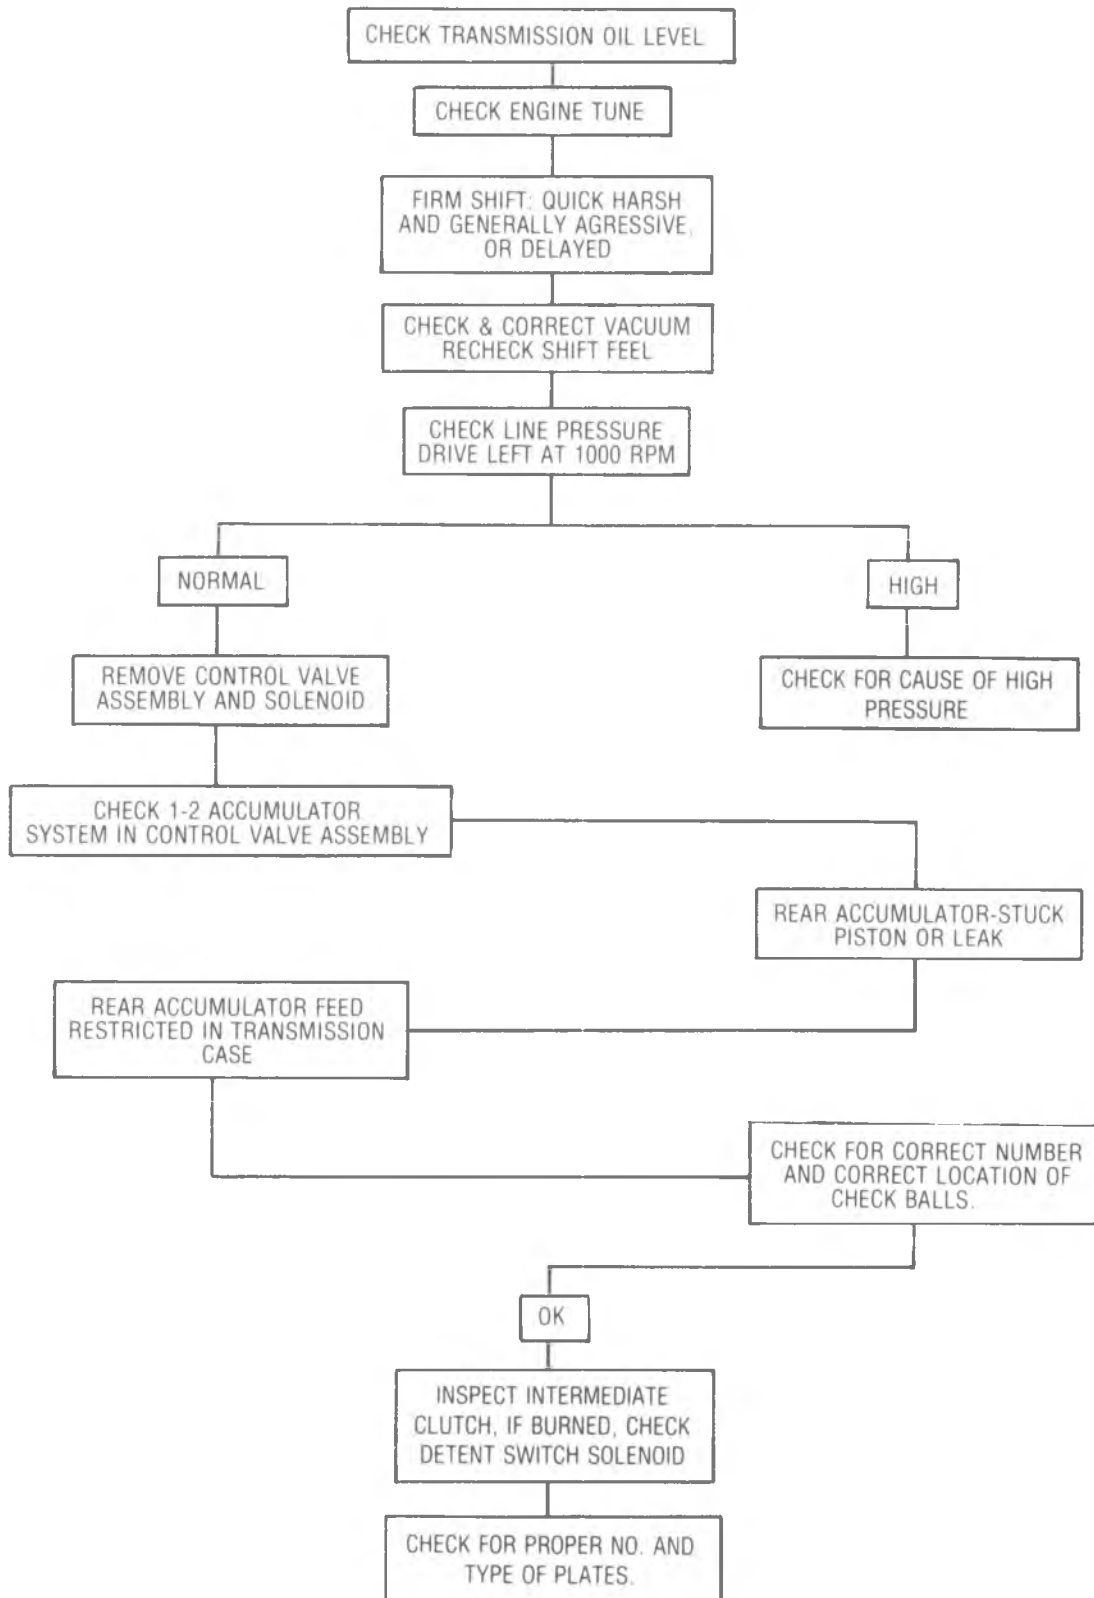 CHECK TRANSMISSION OIL LEVEL
CHECK ENGINE TUNE
FIRM SHIFT: QUICK HARSH
AND GENERALLY AGRESSIVE,
OR DELAYED
CHECK & CORRECT VACUUM
RECHECK SHIFT FEEL
CHECK LINE PRESSURE
DRIVE LEFT AT 1000 RPM
NORMAL
HIGH
REMOVE CONTROL VALVE
ASSEMBLY AND SOLENOID
CHECK FOR CAUSE OF HIGH
PRESSURE
CHECK 1-2 ACCUMULATOR
SYSTEM IN CONTROL VALVE ASSEMBLY
REAR ACCUMULATOR-STUCK
PISTON OR LEAK
REAR ACCUMULATOR FEED
RESTRICTED IN TRANSMISSION
CASE
CHECK FOR CORRECT NUMBER
AND CORRECT LOCATION OF
CHECK BALLS.
OK
INSPECT INTERMEDIATE
CLUTCH, IF BURNED, CHECK
DETENT SWITCH SOLENOID
CHECK FOR PROPER NO. AND
TYPE OF PLATES.